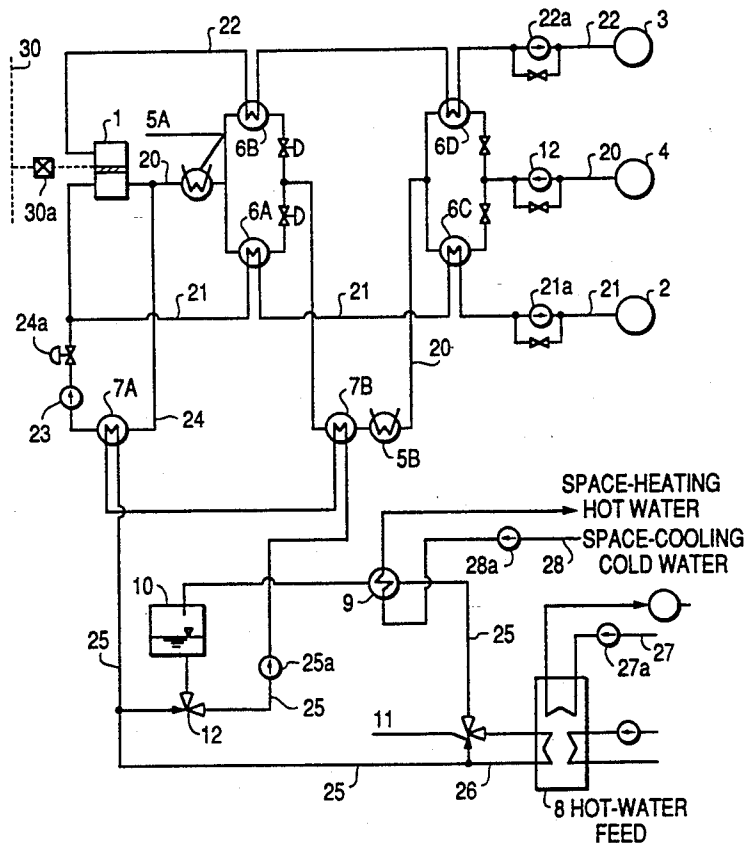 30
22
22a
22
3
1
5A
6B
6D
20
12
20
4
30a
6A
6C
21
21
21a
21
2
24a
7A
20
23
24
7B
5B
SPACE-HEATING
HOT WATER
SPACE-COOLING
COLD WATER
28a
28
10
9
25
25
25a
27
27a
25
12
11
25
26
8 HOT-WATER
FEED